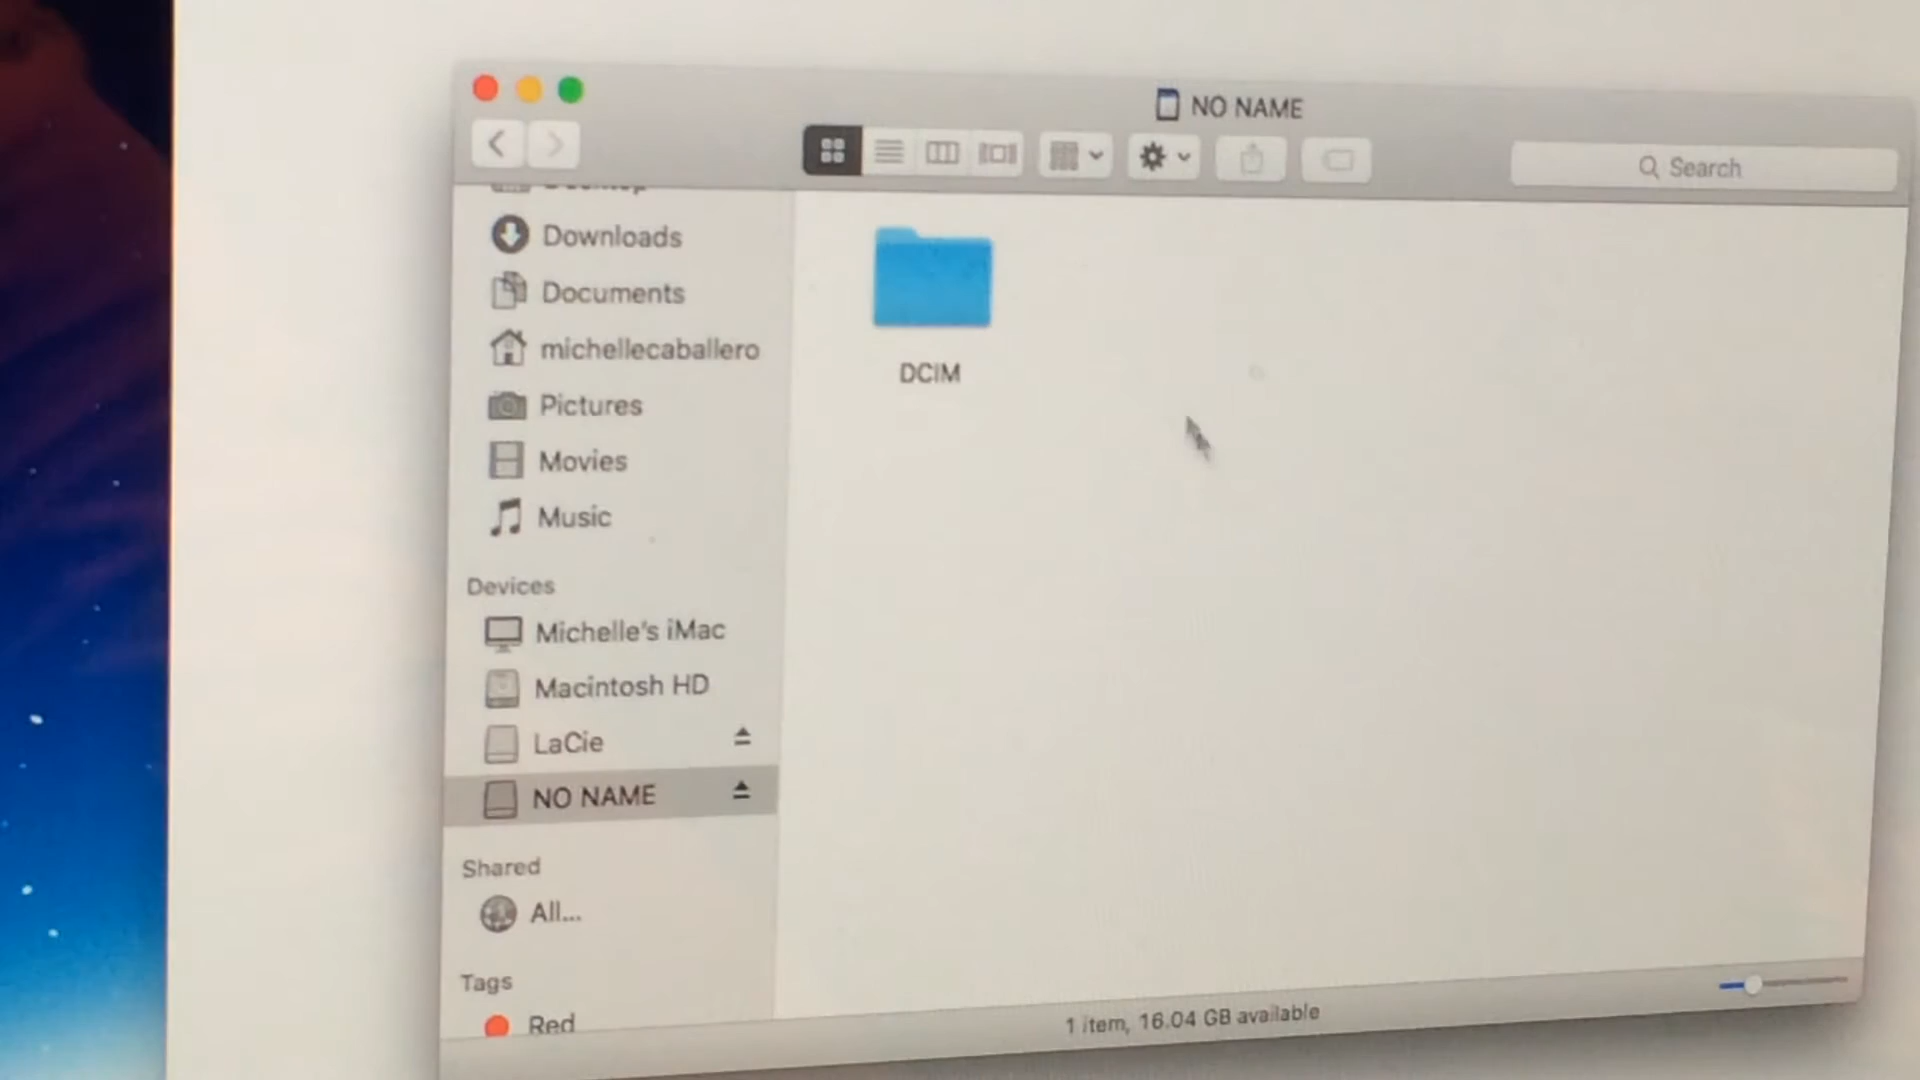 NO NAME
Search
Desktop
Downloads
Documents
michellecaballero
Pictures
Movies
Music
Devices
Michelle's iMac
Macintosh HD
LaCie
NO NAME
Shared
All...
Tags
Red
DCIM
1 item, 16.04 GB available